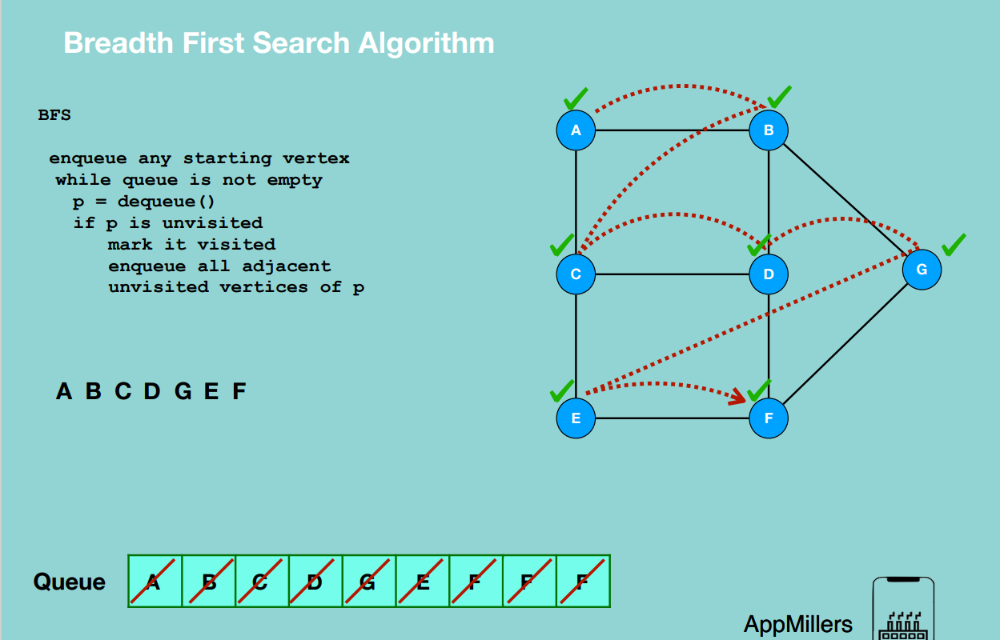 Breadth First Search Algorithm
BFS
enqueue any starting vertex
while queue is not empty
p = dequeue()
if p is unvisited
mark it visited
enqueue all adjacent
unvisited vertices of p
A B C D G E F
A B
C D G
E F
Queue A B C D G E F F F
AppMillers